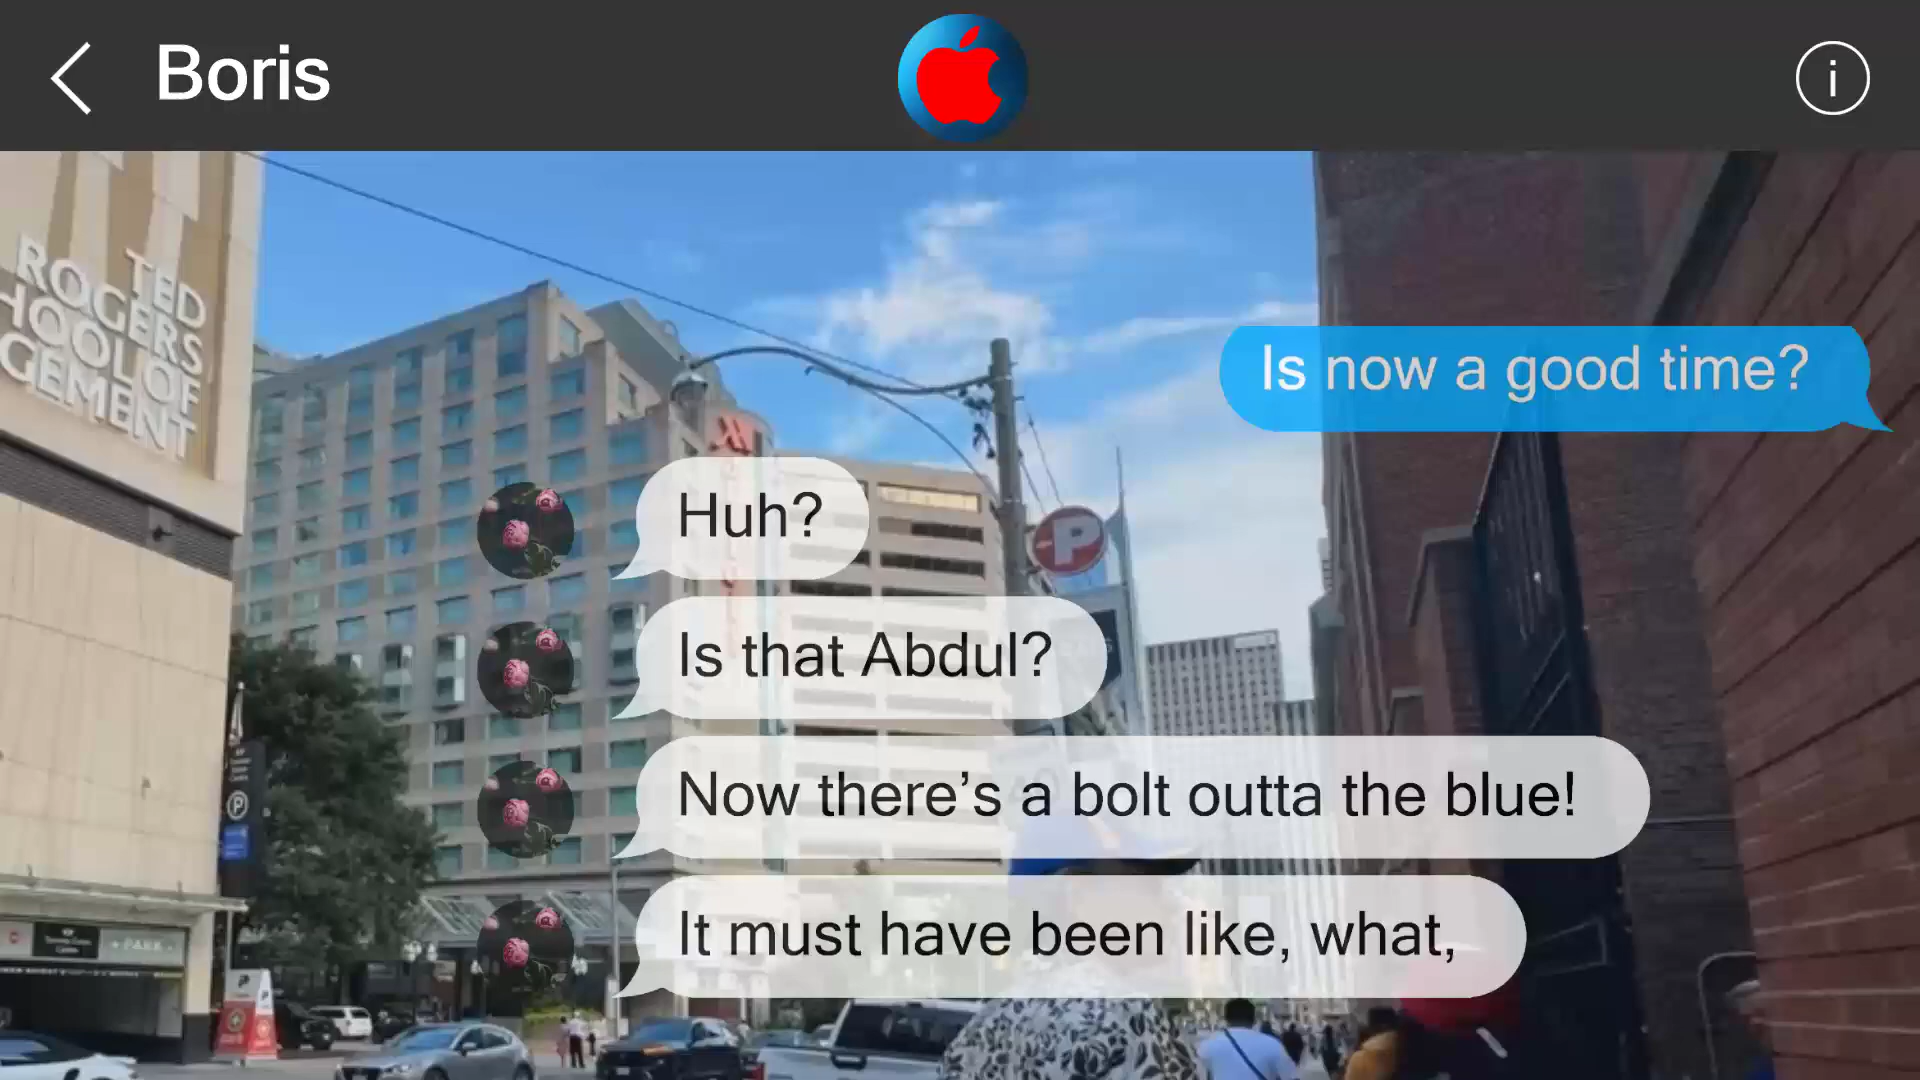 Boris
i
TED
ROGERS
HOOL OF
GEMENT
Is now a good time?
Huh?
P
Is that Abdul?
Now there’s a bolt outta the blue!
P
It must have been like, what,
PARK